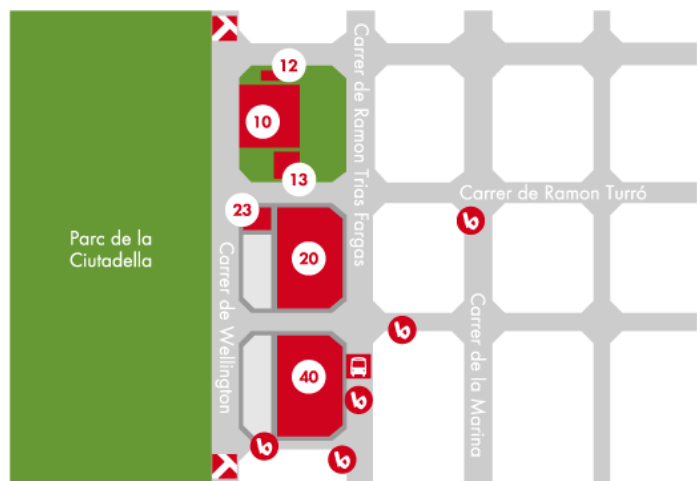 12
10
13
23
20
40
Parc de la
Ciutadella
Carrer de Wellington
Carrer de Ramon Trias Fargas
Carrer de Ramon Turró
Carrer de la Marina
b
b
b
b
b